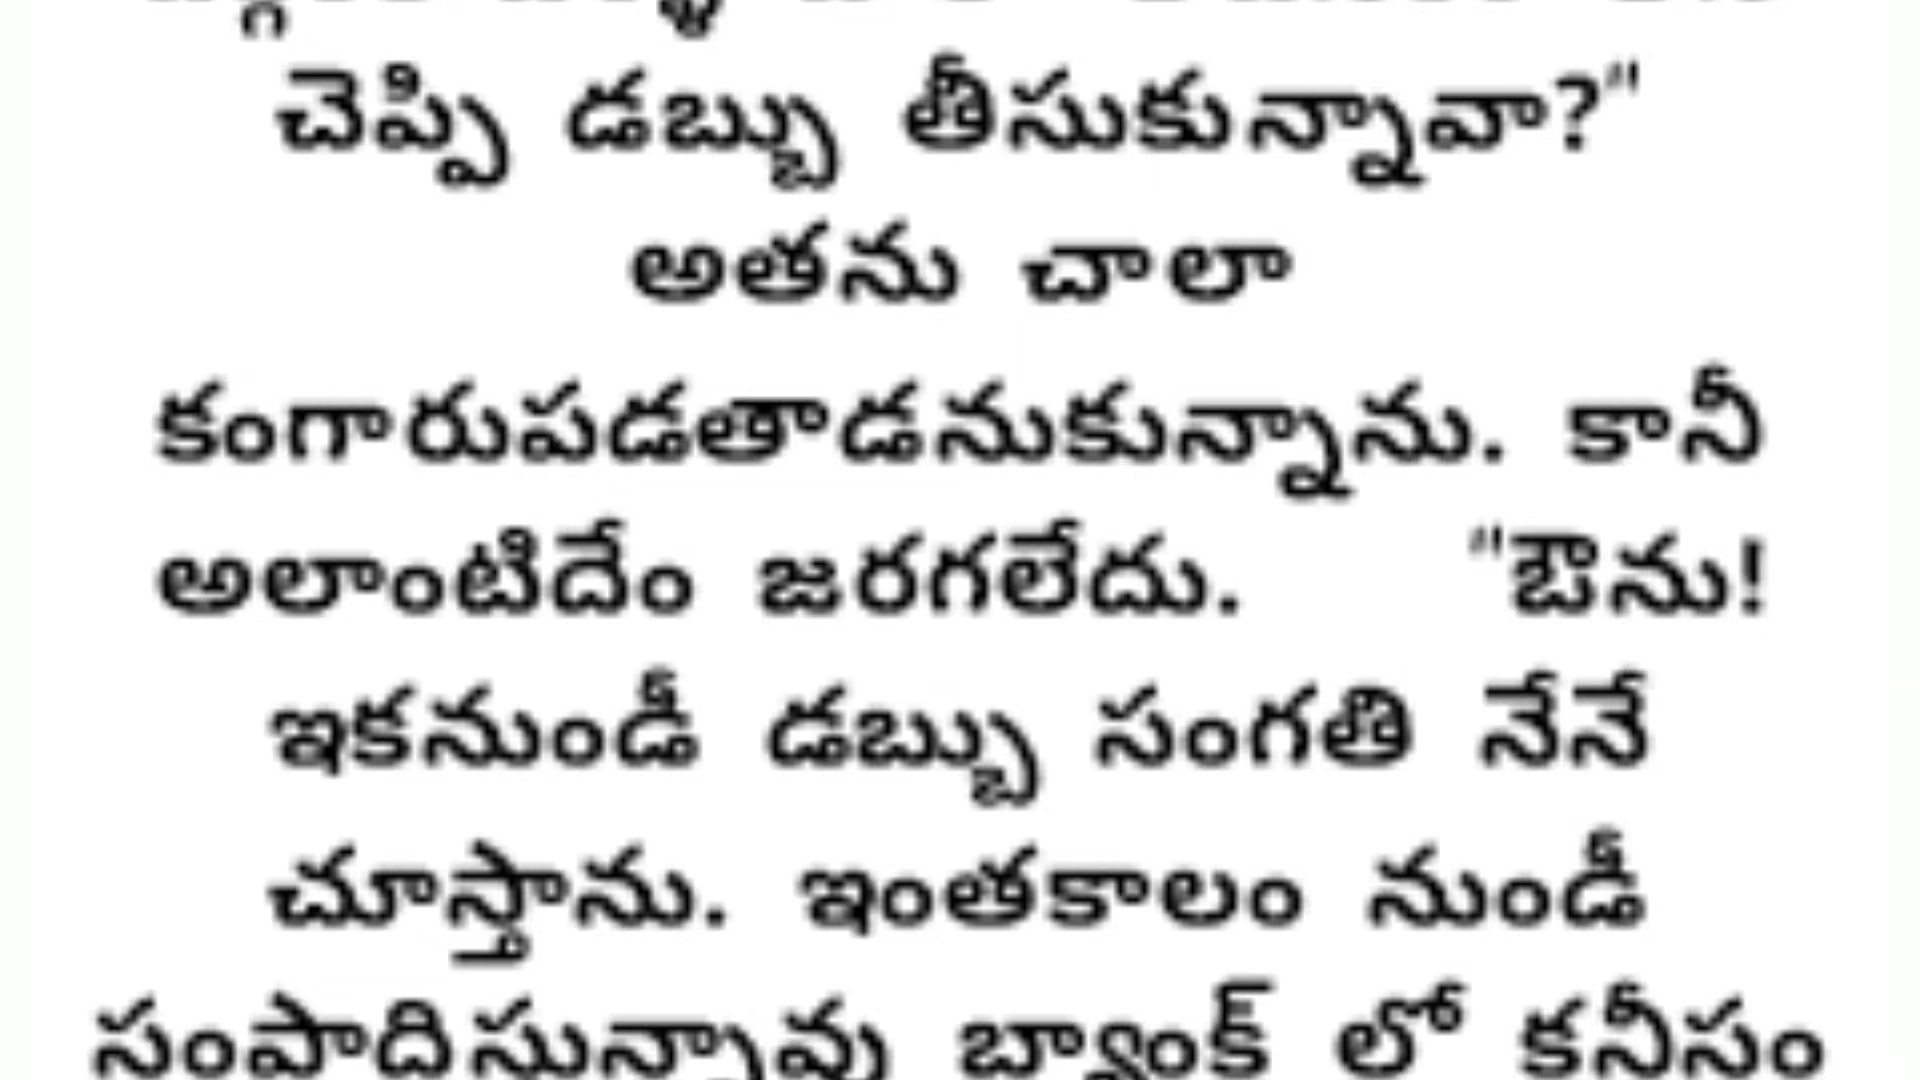 చెప్పి డబ్బు తీసుకున్నావా?"
అతను చాలా
కంగారుపడతాడనుకున్నాను. కానీ
అలాంటిదేం జరగలేదు. "ఔను!
ఇకనుండీ డబ్బు సంగతి నేనే
చూస్తాను. ఇంతకాలం నుండీ
సంపాదిస్తున్నావు బ్యాంక్ లో కనీసం